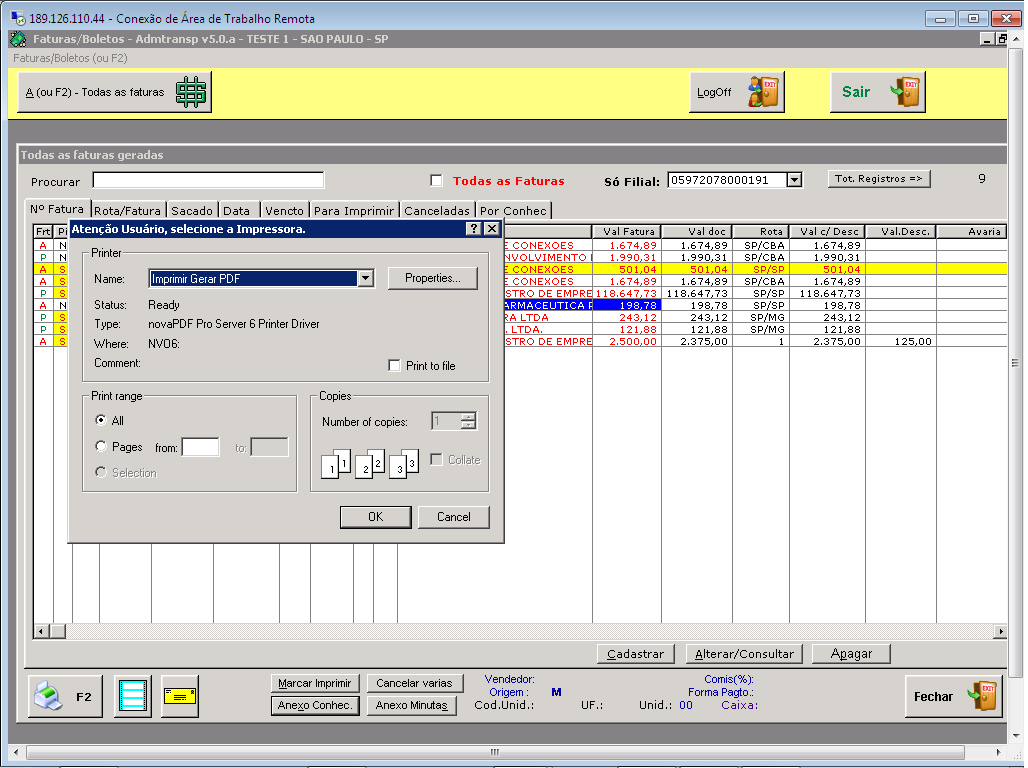 189.126.110.44 - Conexão de Área de Trabalho Remota
Faturas/Boletos - Admtransp v5.0.a - TESTE 1 - SAO PAULO - SP
Faturas/Boletos (ou F2)
A (ou F2) - Todas as faturas
LogOff
EXIT
Sair
EXIT
Todas as faturas geradas
Procurar
Todas as Faturas
Só Filial: 05972078000191
Tot. Registros =>
9
Nº Fatura Rota/Fatura Sacado Data Vencto Para Imprimir Canceladas Por Conhec
Frt Val Fatura Val doc Rota Val c/ Desc Val.Desc. Avaria
A N E CONEXOES 1.674,89 1.674,89 SP/CBA 1.674,89
P N NVOLVIMENTO 1.990,31 1.990,31 SP/CBA 1.990,31
A S E CONEXOES 501,04 501,04 SP/SP 501,04
A S E CONEXOES 1.674,89 1.674,89 SP/CBA 1.674,89
P S STRO DE EMPRE 118.647,73 118.647,73 SP/SP 118.647,73
A N ARMACEUTICA P 198,78 198,78 SP/SP 198,78
P S RA LTDA 243,12 243,12 SP/MG 243,12
P S . LTDA. 121,88 121,88 SP/MG 121,88
A S STRO DE EMPRE 2.500,00 2.375,00 1 2.375,00 125,00
Atenção Usuário, selecione a Impressora.
Printer
Name: Imprimir Gerar PDF
Properties...
Status: Ready
Type: novaPDF Pro Server 6 Printer Driver
Where: NVO6:
Comment:
Print to file
Print range
All
Pages from: to:
Selection
Copies
Number of copies: 1
1 1 2 2 3 3
Collate
OK Cancel
Cadastrar Alterar/Consultar Apagar
F2
Marcar Imprimir Cancelar varias
Anexo Conhec. Anexo Minutas
Vendedor: Comis(%):
Origem : M Forma Pagto.:
Cod.Unid.: UF.: Unid.: 00 Caixa:
Fechar
EXIT